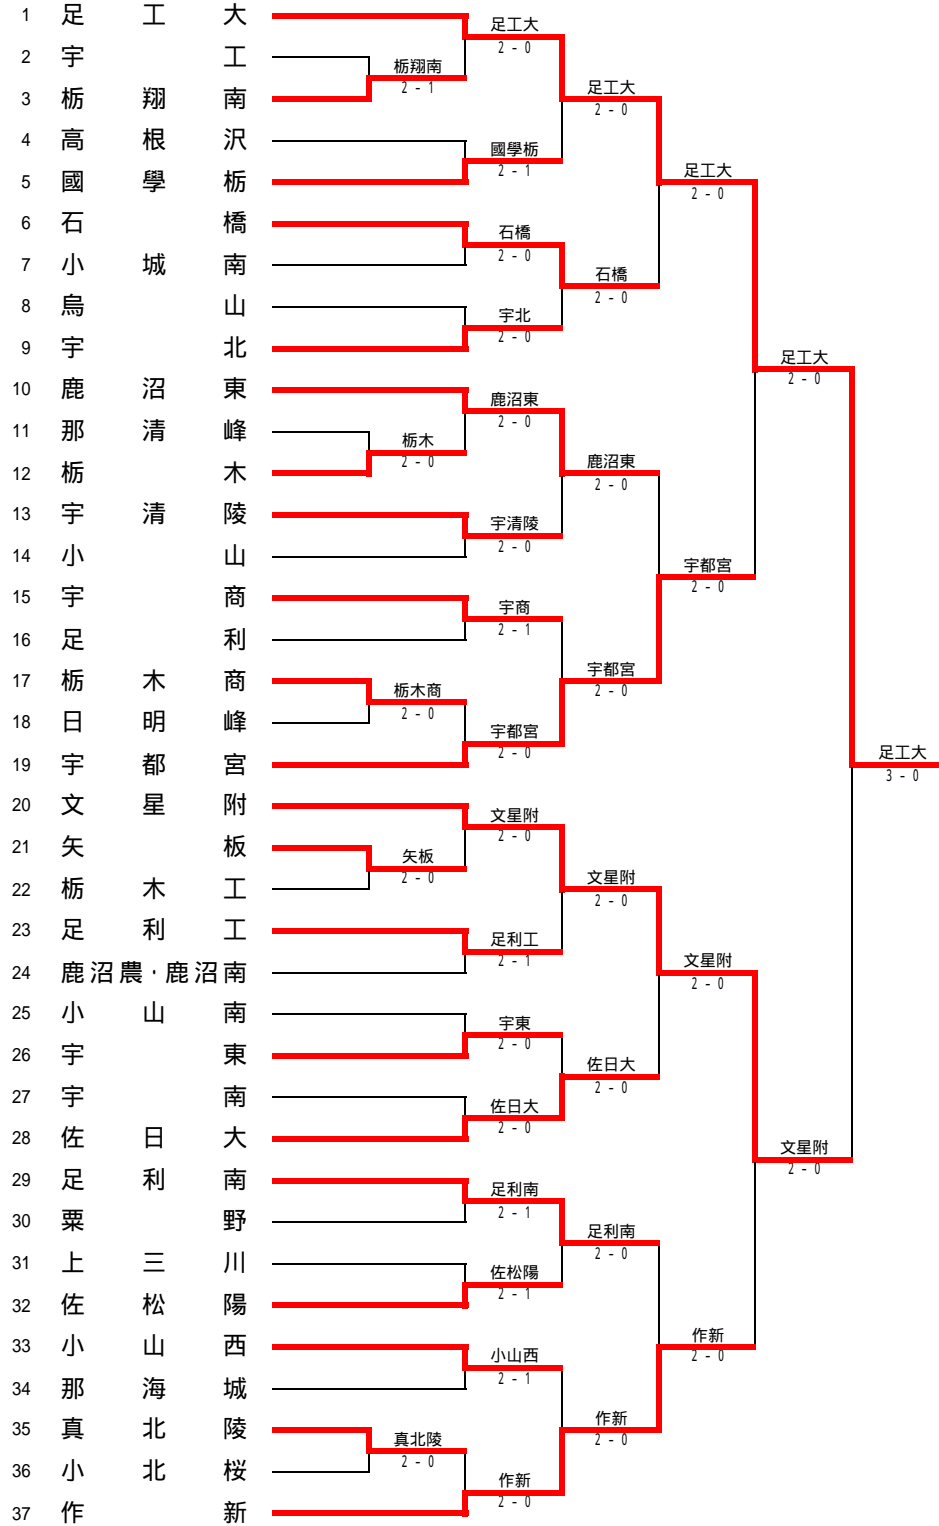 1 足工大
2 宇工
3 栃翔南
4 高根沢
5 國學栃
6 石橋
7 小城南
8 烏山
9 宇北
10 鹿沼東
11 那清峰
12 栃木
13 宇清陵
14 小山
15 宇商
16 足利
17 栃木商
18 日明峰
19 宇都宮
20 文星附
21 矢板
22 栃木工
23 足利工
24 鹿沼農・鹿沼南
25 小山南
26 宇東
27 宇南
28 佐日大
29 足利南
30 粟野
31 上三川
32 佐松陽
33 小山西
34 那海城
35 真北陵
36 小北桜
37 作新
栃翔南
2 - 1
栃木
2 - 0
栃木商
2 - 0
矢板
2 - 0
真北陵
2 - 0
足工大
2 - 0
國學栃
2 - 1
石橋
2 - 0
宇北
2 - 0
鹿沼東
2 - 0
宇清陵
2 - 0
宇商
2 - 1
宇都宮
2 - 0
文星附
2 - 0
足利工
2 - 1
宇東
2 - 0
佐日大
2 - 0
足利南
2 - 1
佐松陽
2 - 1
小山西
2 - 1
作新
2 - 0
足工大
2 - 0
石橋
2 - 0
鹿沼東
2 - 0
宇都宮
2 - 0
文星附
2 - 0
佐日大
2 - 0
足利南
2 - 0
作新
2 - 0
足工大
2 - 0
宇都宮
2 - 0
文星附
2 - 0
作新
2 - 0
足工大
2 - 0
文星附
2 - 0
足工大
3 - 0